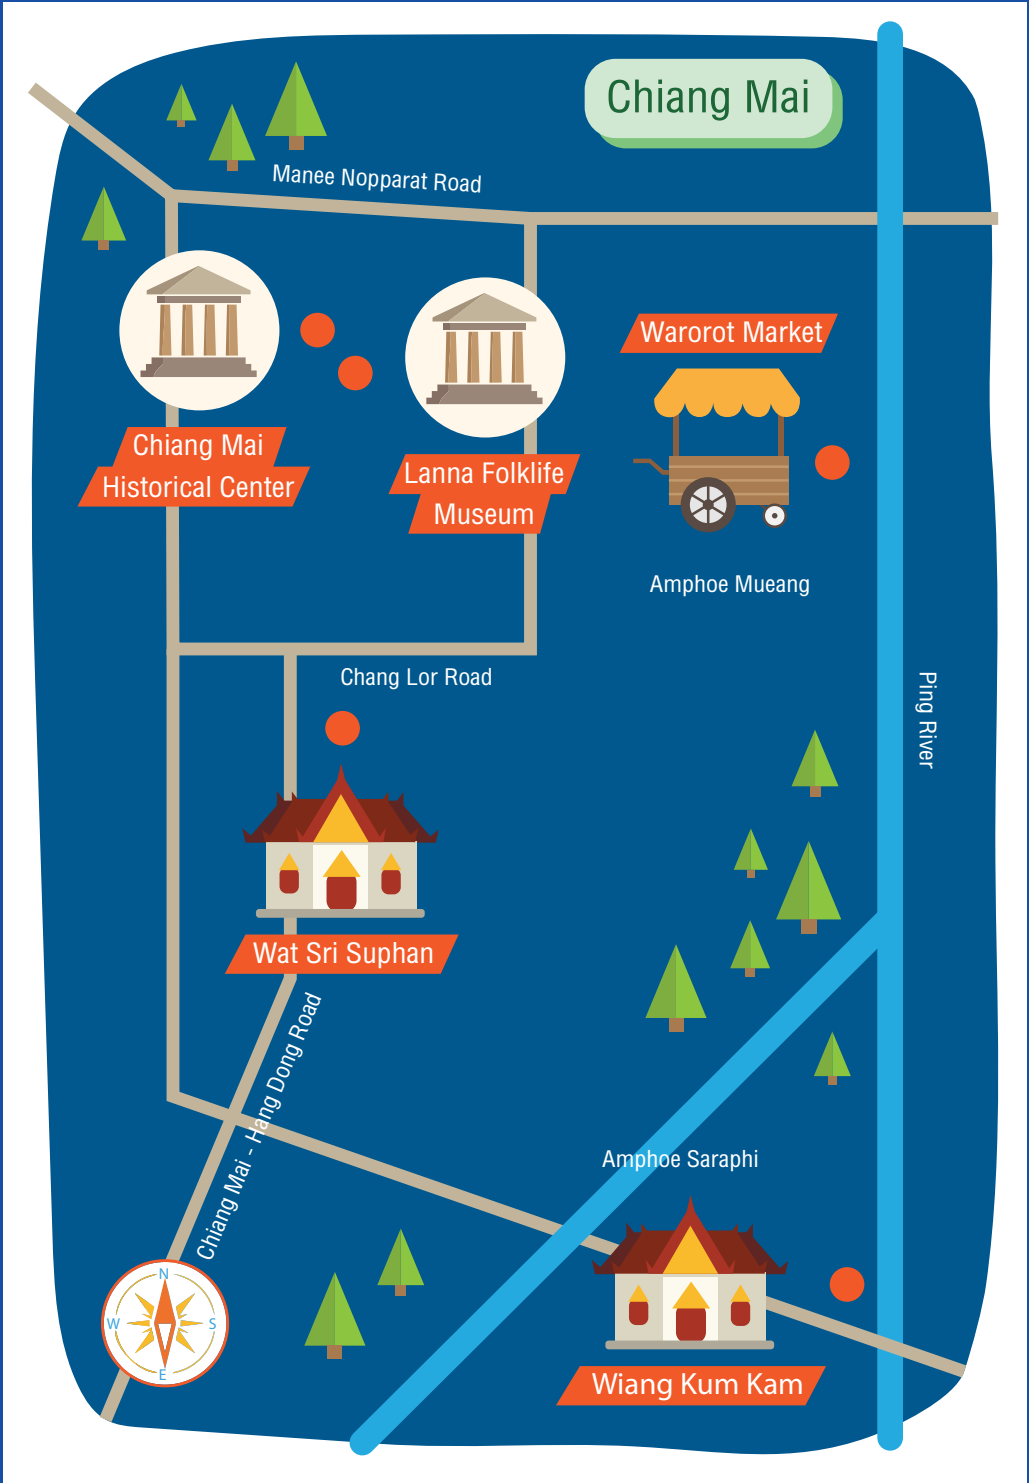 Chiang Mai
Manee Nopparat Road
Warorot Market
Chiang Mai
Historical Center
Lanna Folklife
Museum
Amphoe Mueang
Chang Lor Road
Ping River
Wat Sri Suphan
Chiang Mai - Hang Dong Road
Amphoe Saraphi
N
W
S
E
Wiang Kum Kam